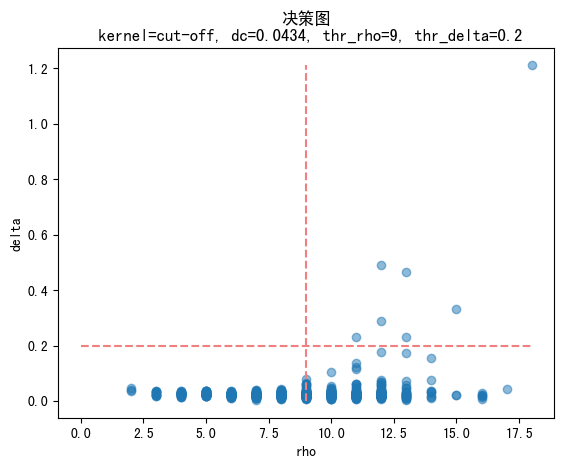 决策图
kernel=cut-off, dc=0.0434, thr_rho=9, thr_delta=0.2
1.2
1.0
0.8
0.6
0.4
0.2
0.0
delta
0.0 2.5 5.0 7.5 10.0 12.5 15.0 17.5
rho